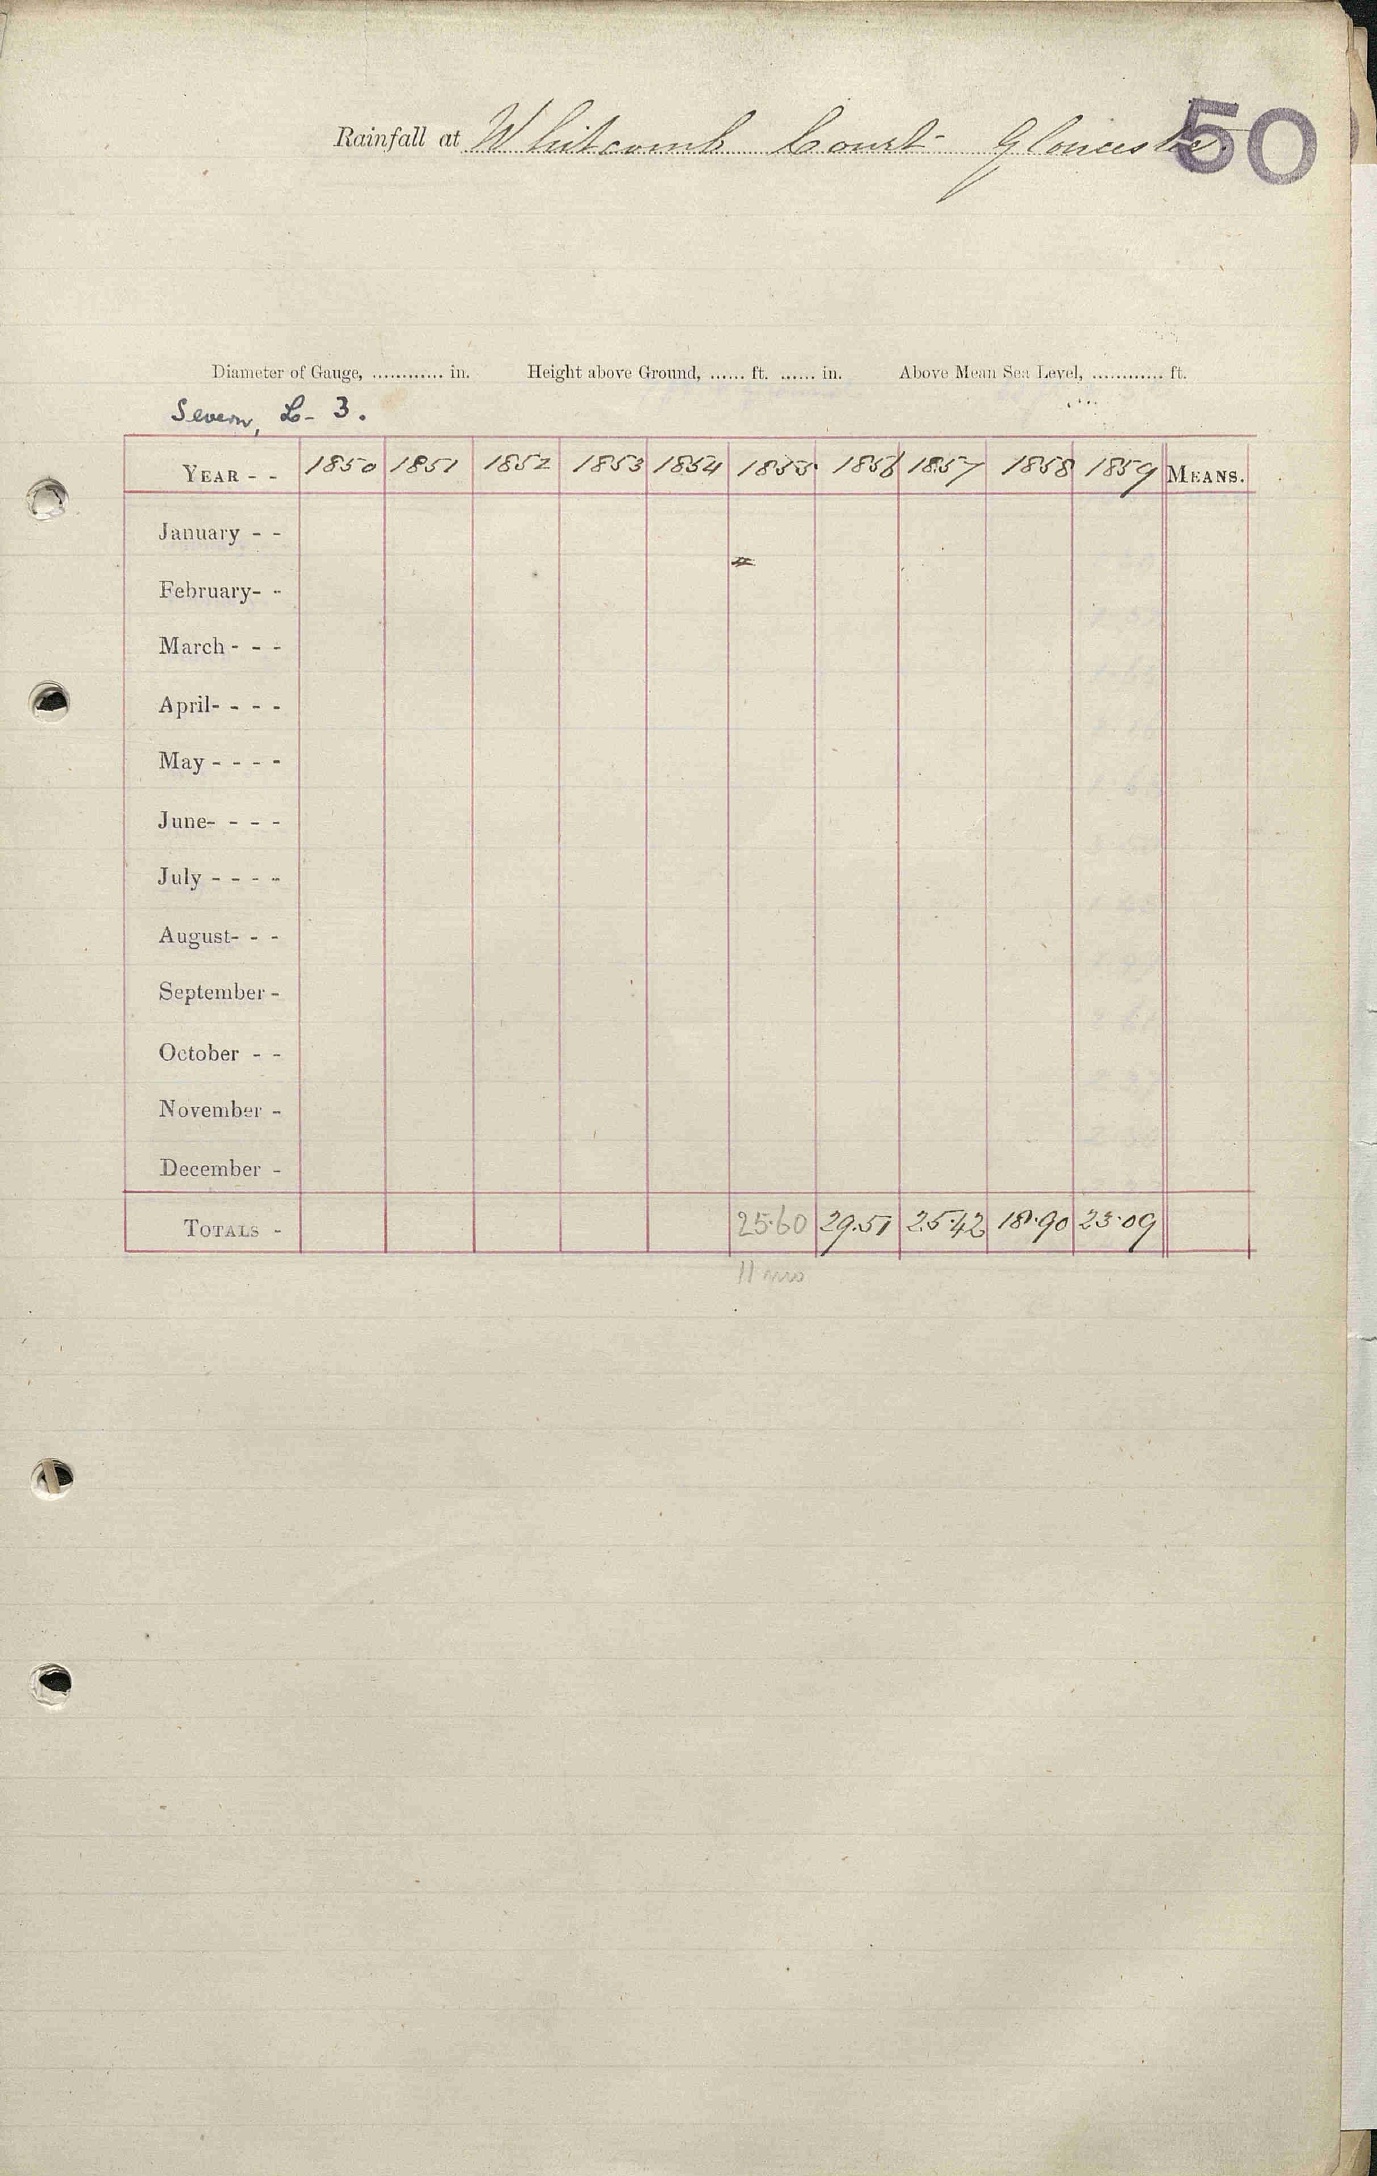 50
Rainfall at Whitcomb Court Gloucester.
Diameter of Gauge, ............ in. Height above Ground, ...... ft. ...... in. Above Mean Sea Level, ............ ft.
Severn, L- 3.
YEAR - - 1850 1851 1852 1853 1854 1855 1856 1857 1858 1859 MEANS.
January - -
February- -
March - - -
April- - - -
May - - - -
June- - - -
July - - - -
August- - -
September -
October - -
November -
December -
TOTALS - 25.60 29.51 25.42 18.90 23.09
11 mos